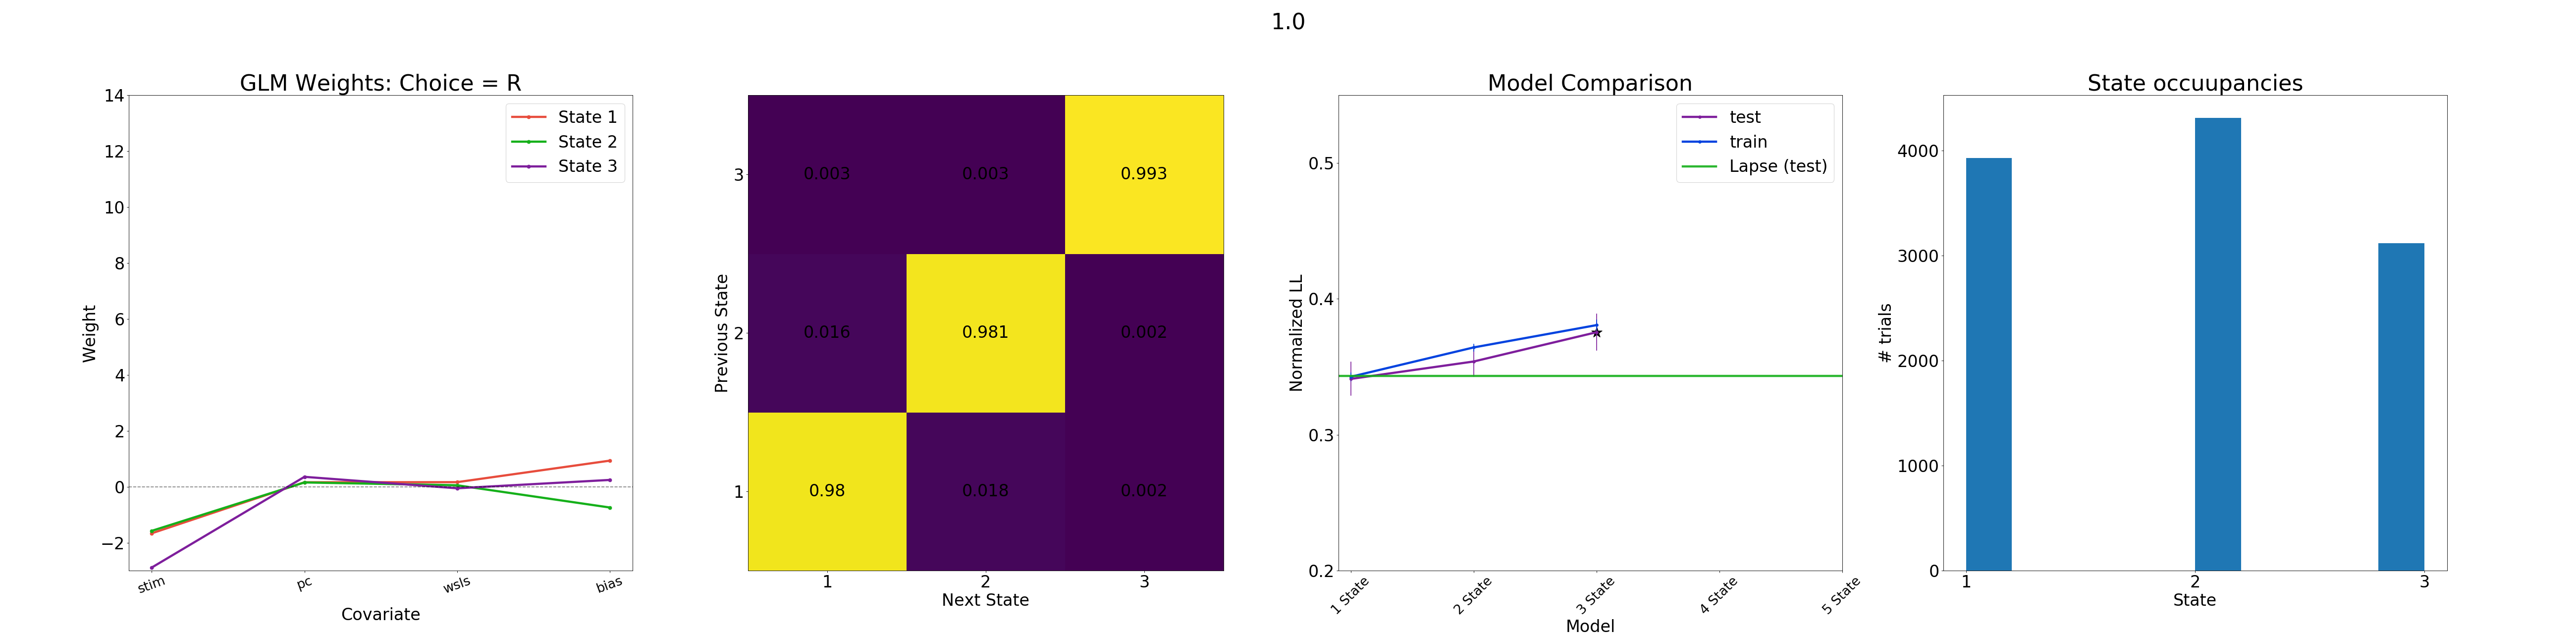 1.0
GLM Weights: Choice = R
14
12
10
8
6
4
2
0
−2
Weight
State 1
State 2
State 3
stim
pc
wsls
bias
Covariate
Previous State
3
2
1
0.003 0.003 0.993
0.016 0.981 0.002
0.98 0.018 0.002
1 2 3
Next State
Model Comparison
Normalized LL
0.5
0.4
0.3
0.2
test
train
Lapse (test)
1 State
2 State
3 State
4 State
5 State
Model
State occuupancies
# trials
4000
3000
2000
1000
0
1 2 3
State